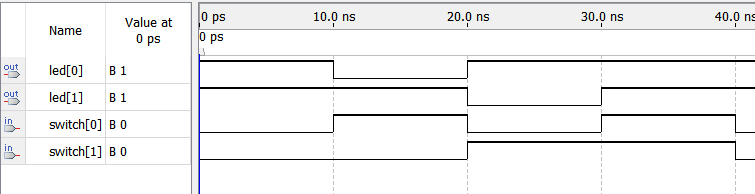 Name Value at 0 ps 0 ps 10.0 ns 20.0 ns 30.0 ns 40.0 ns
0 ps
out led[0] B 1
out led[1] B 1
in switch[0] B 0
in switch[1] B 0